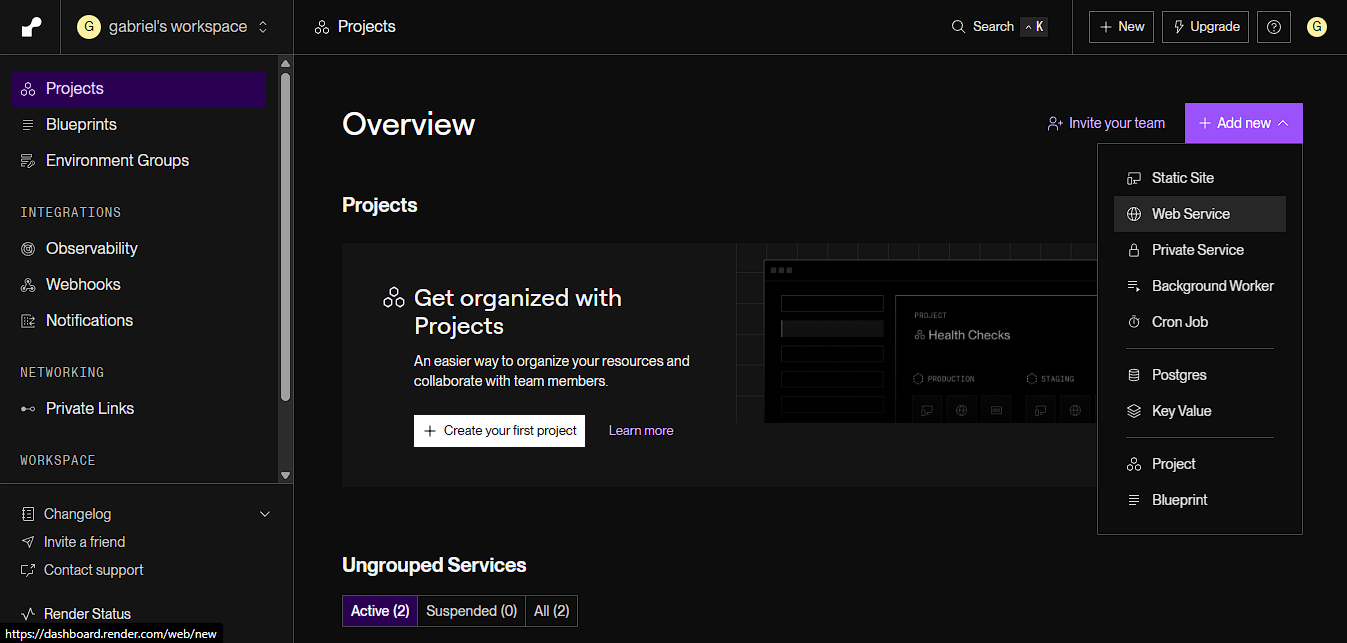 G gabriel's workspace
Projects
Search ^ K
+ New
Upgrade
G
Projects
Blueprints
Environment Groups
INTEGRATIONS
Observability
Webhooks
Notifications
NETWORKING
Private Links
WORKSPACE
Changelog
Invite a friend
Contact support
Render Status
https://dashboard.render.com/web/new
Overview
Invite your team
+ Add new
Static Site
Web Service
Private Service
Background Worker
Cron Job
Postgres
Key Value
Project
Blueprint
Projects
Get organized with
Projects
An easier way to organize your resources and
collaborate with team members.
+ Create your first project
Learn more
PROJECT
Health Checks
PRODUCTION
STAGING
Ungrouped Services
Active (2)
Suspended (0)
All (2)